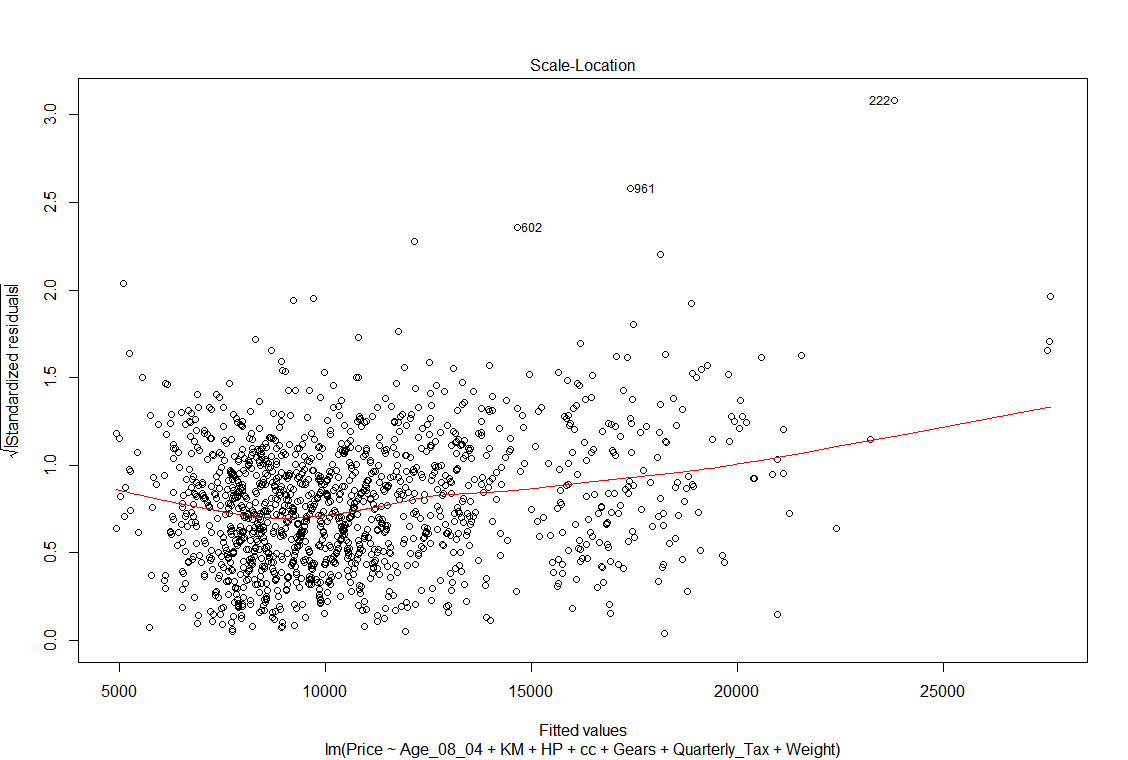 Scale-Location
√|Standardized residuals|
3.0
2.5
2.0
1.5
1.0
0.5
0.0
222
961
602
5000 10000 15000 20000 25000
Fitted values
lm(Price ~ Age_08_04 + KM + HP + cc + Gears + Quarterly_Tax + Weight)